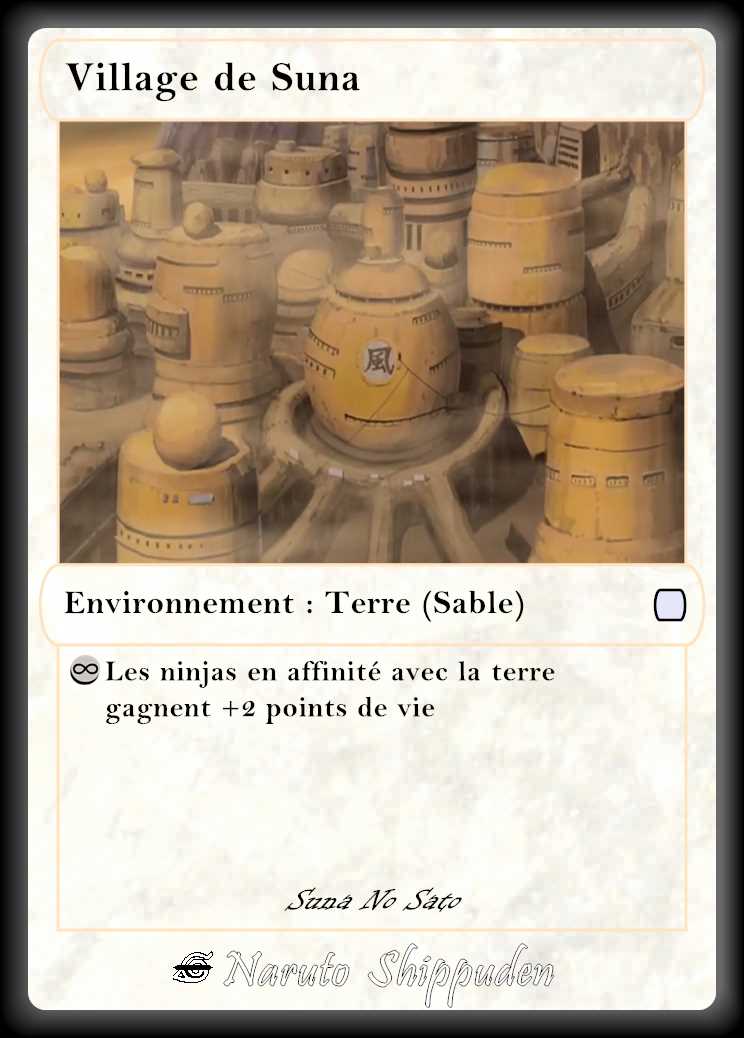 Village de Suna
風
Environnement : Terre (Sable)
∞ Les ninjas en affinité avec la terre
gagnent +2 points de vie
Suna No Sato
Naruto Shippuden